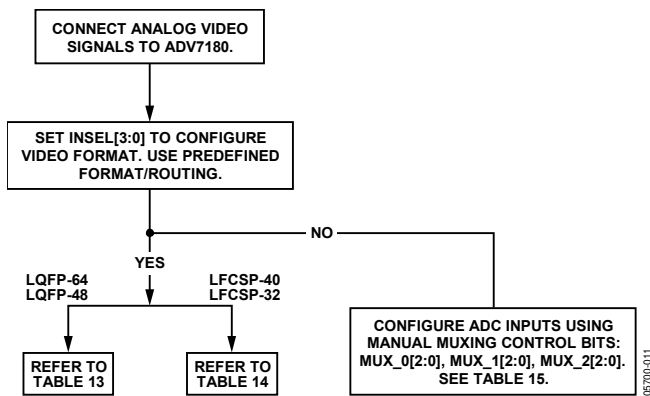 CONNECT ANALOG VIDEO
SIGNALS TO ADV7180.
SET INSEL[3:0] TO CONFIGURE
VIDEO FORMAT. USE PREDEFINED
FORMAT/ROUTING.
NO
YES
LQFP-64
LQFP-48
LFCSP-40
LFCSP-32
REFER TO
TABLE 13
REFER TO
TABLE 14
CONFIGURE ADC INPUTS USING
MANUAL MUXING CONTROL BITS:
MUX_0[2:0], MUX_1[2:0], MUX_2[2:0].
SEE TABLE 15.
05700-011